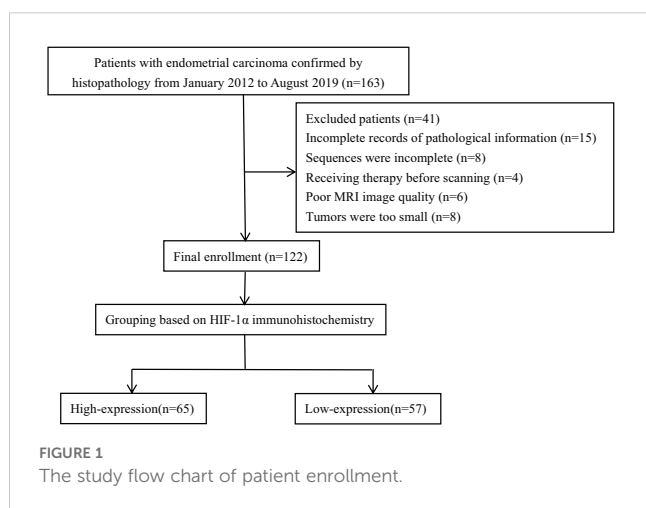 Patients with endometrial carcinoma confirmed by
histopathology from January 2012 to August 2019 (n=163)
Excluded patients (n=41)
Incomplete records of pathological information (n=15)
Sequences were incomplete (n=8)
Receiving therapy before scanning (n=4)
Poor MRI image quality (n=6)
Tumors were too small (n=8)
Final enrollment (n=122)
Grouping based on HIF-1α immunohistochemistry
High-expression(n=65)
Low-expression(n=57)
FIGURE 1
The study flow chart of patient enrollment.